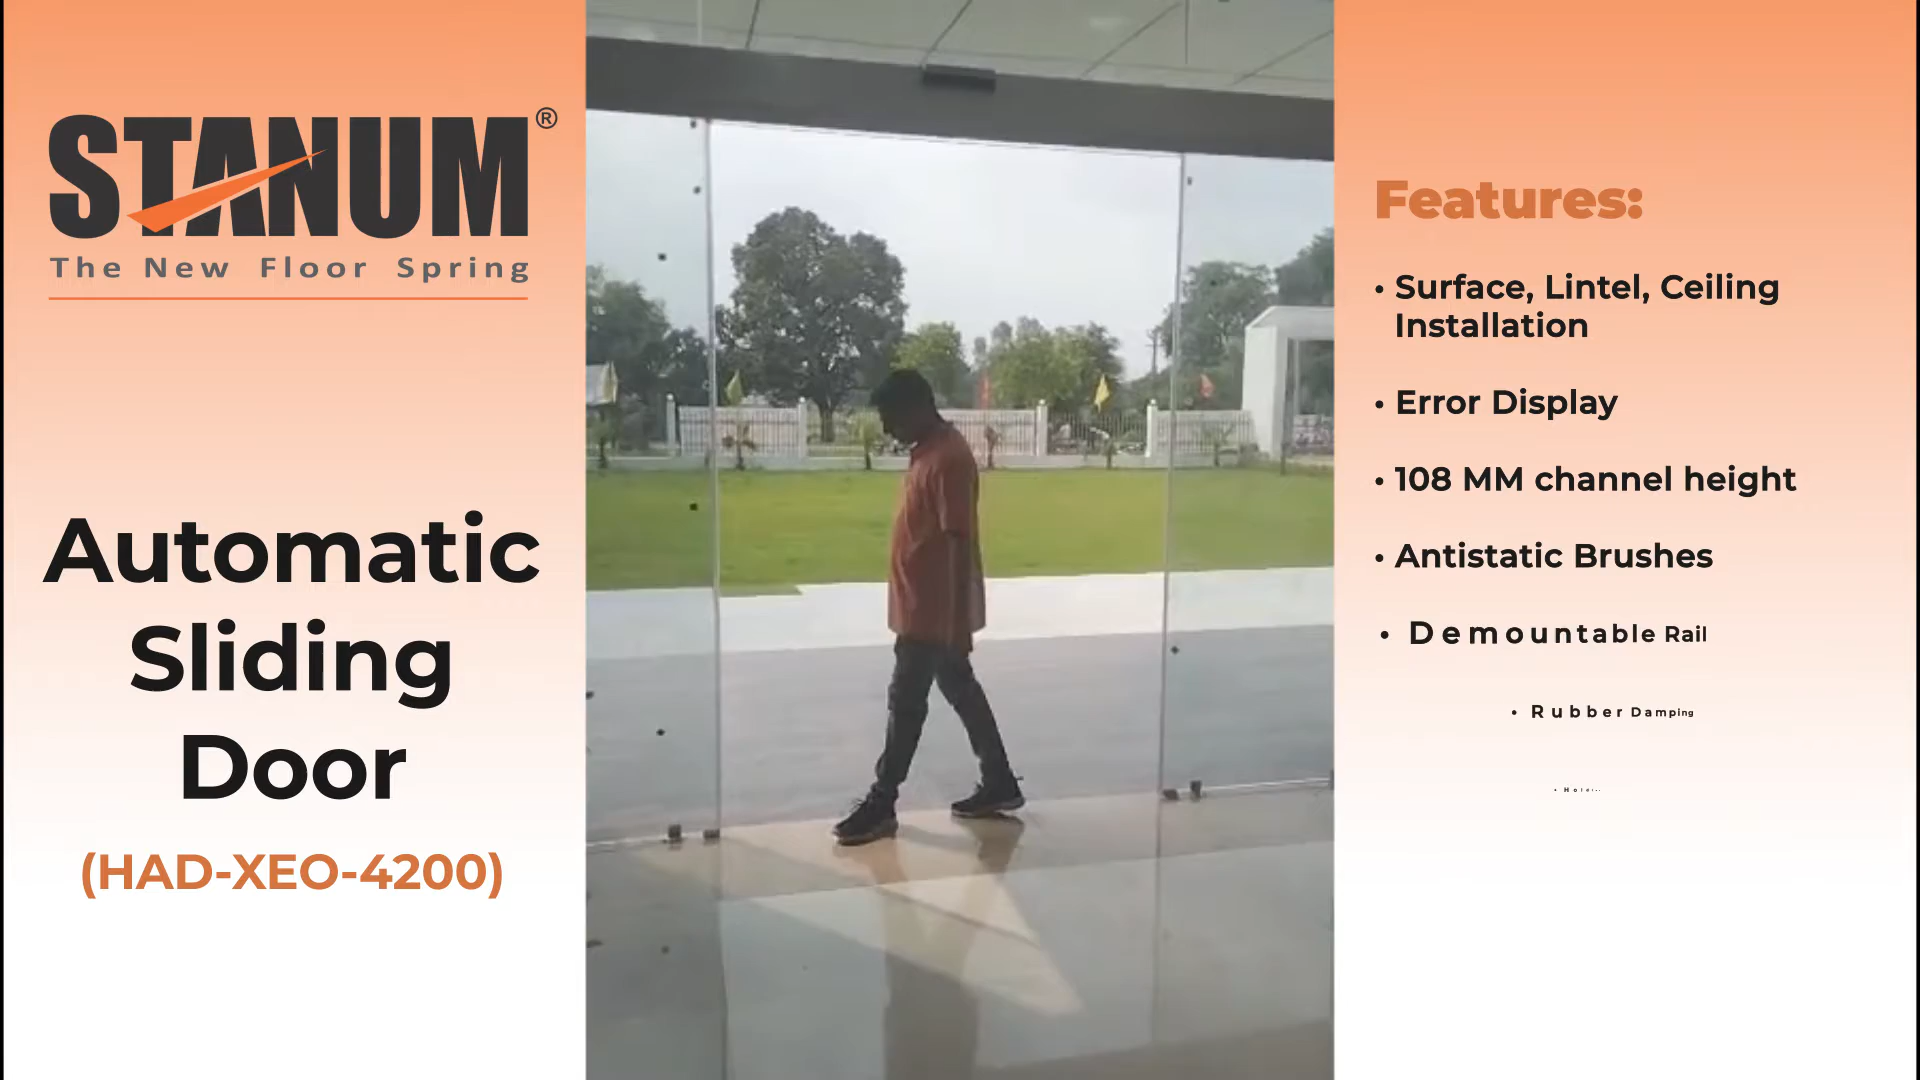 STANUM®
The New Floor Spring
Automatic
Sliding
Door
(HAD-XEO-4200)
Features:
• Surface, Lintel, Ceiling
Installation
• Error Display
• 108 MM channel height
• Antistatic Brushes
• Demountable Rail
• Rubber Damping